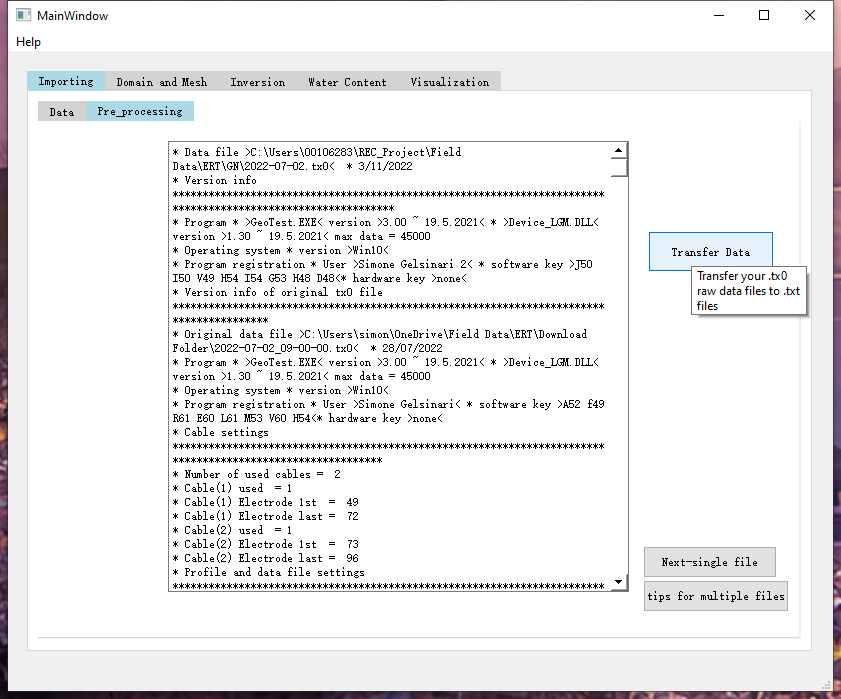 MainWindow
Help
Importing Domain and Mesh Inversion Water Content Visualization
Data Pre_processing
* Data file >C:\Users\00106283\REC_Project\Field
Data\ERT\GN\2022-07-02.tx0<  * 3/11/2022
* Version info
************************************************************************
*************************************
* Program * >GeoTest.EXE< version >3.00 ~ 19.5.2021< * >Device_LGM.DLL<
version >1.30 ~ 19.5.2021< max data = 45000
* Operating system * version >Win10<
* Program registration * User >Simone Gelsinari 2< * software key >J50
I50 V49 M54 I54 G53 H48 D48<* hardware key >none<
* Version info of original tx0 file
************************************************************************
****************
* Original data file >C:\Users\simon\OneDrive\Field Data\ERT\Download
Folder\2022-07-02_09-00-00.tx0<  * 28/07/2022
* Program * >GeoTest.EXE< version >3.00 ~ 19.5.2021< * >Device_LGM.DLL<
version >1.30 ~ 19.5.2021< max data = 45000
* Operating system * version >Win10<
* Program registration * User >Simone Gelsinari< * software key >A52 f49
R61 E60 L61 M53 V60 H54<* hardware key >none<
* Cable settings
************************************************************************
***********************************
* Number of used cables =  2
* Cable(1) used  = 1
* Cable(1) Electrode 1st  =  49
* Cable(1) Electrode last =  72
* Cable(2) used  = 1
* Cable(2) Electrode 1st  =  73
* Cable(2) Electrode last =  96
* Profile and data file settings
************************************************************************
Transfer Data
Transfer your .tx0
raw data files to .txt
files
Next-single file
tips for multiple files